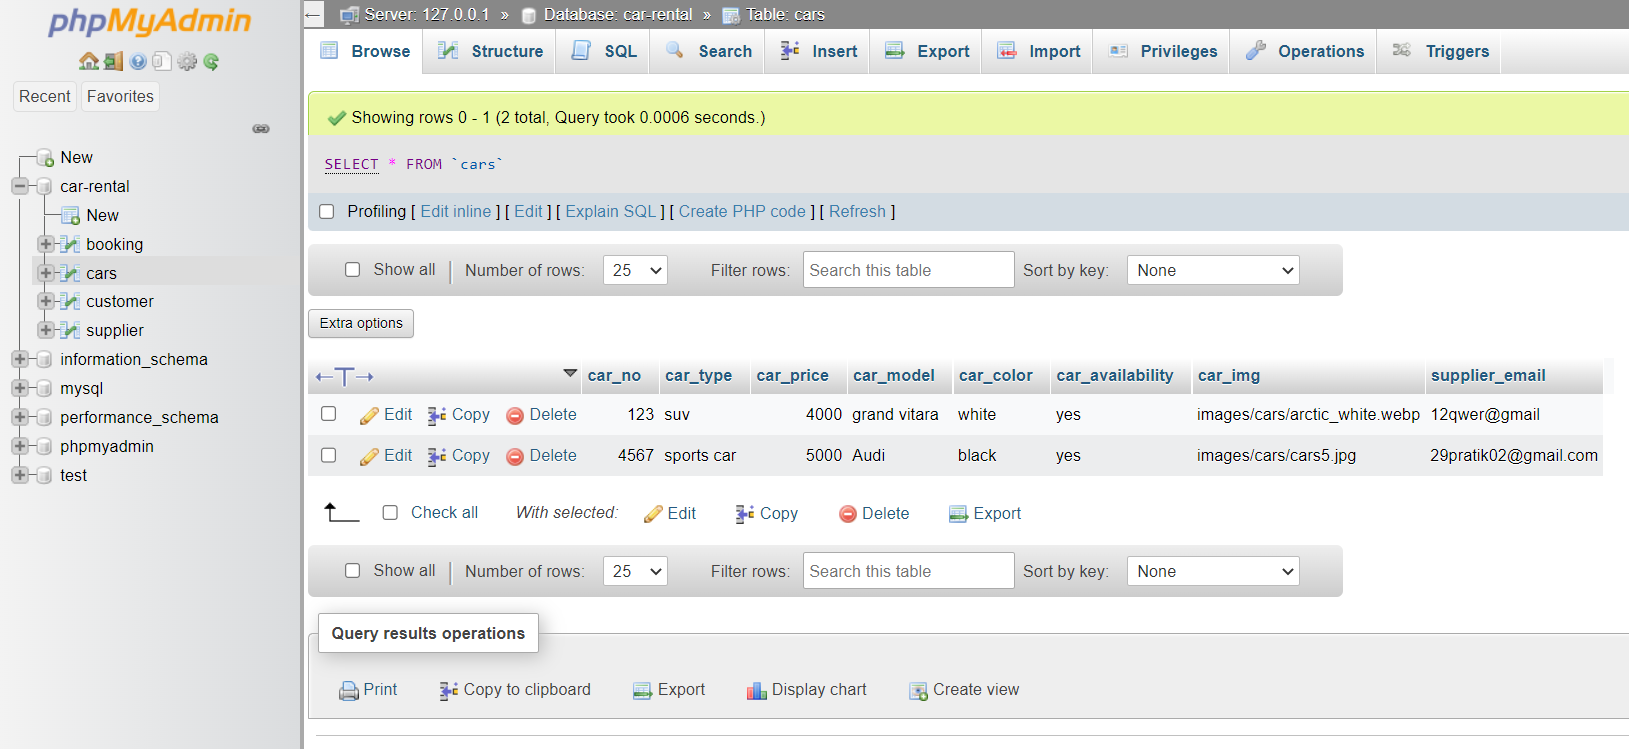 phpMyAdmin
Recent Favorites
New
car-rental
New
booking
cars
customer
supplier
information_schema
mysql
performance_schema
phpmyadmin
test
Server: 127.0.0.1 » Database: car-rental » Table: cars
Browse Structure SQL Search Insert Export Import Privileges Operations Triggers
Showing rows 0 - 1 (2 total, Query took 0.0006 seconds.)
SELECT * FROM `cars`
Profiling [ Edit inline ] [ Edit ] [ Explain SQL ] [ Create PHP code ] [ Refresh ]
Show all Number of rows: 25 Filter rows: Search this table Sort by key: None
Extra options
car_no car_type car_price car_model car_color car_availability car_img supplier_email
Edit Copy Delete 123 suv 4000 grand vitara white yes images/cars/arctic_white.webp 12qwer@gmail
Edit Copy Delete 4567 sports car 5000 Audi black yes images/cars/cars5.jpg 29pratik02@gmail.com
Check all With selected: Edit Copy Delete Export
Show all Number of rows: 25 Filter rows: Search this table Sort by key: None
Query results operations
Print Copy to clipboard Export Display chart Create view